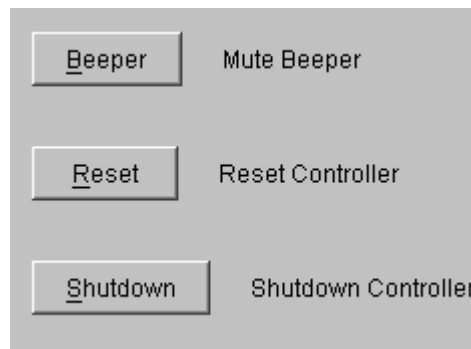 Beeper Mute Beeper
Reset Reset Controller
Shutdown Shutdown Controller